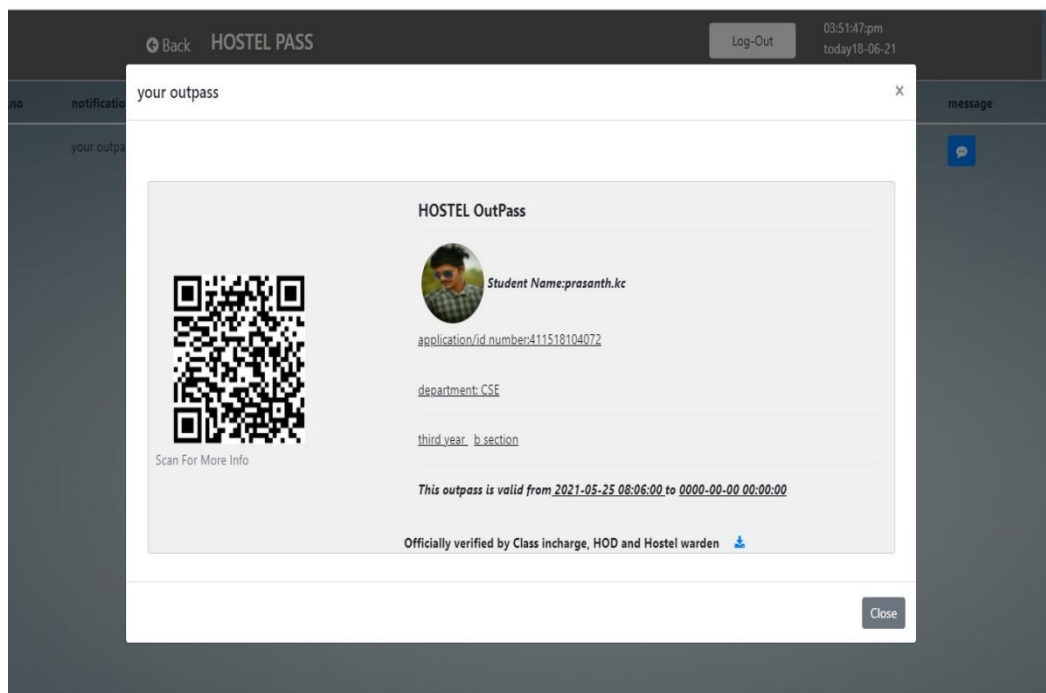 Back HOSTEL PASS Log-Out 03:51:47:pm
today18-06-21
.no notificatio message
your outpass ×
your outpa
HOSTEL OutPass
Student Name:prasanth.kc
application/id number:411518104072
department: CSE
third year b section
Scan For More Info
This outpass is valid from 2021-05-25 08:06:00 to 0000-00-00 00:00:00
Officially verified by Class incharge, HOD and Hostel warden
Close